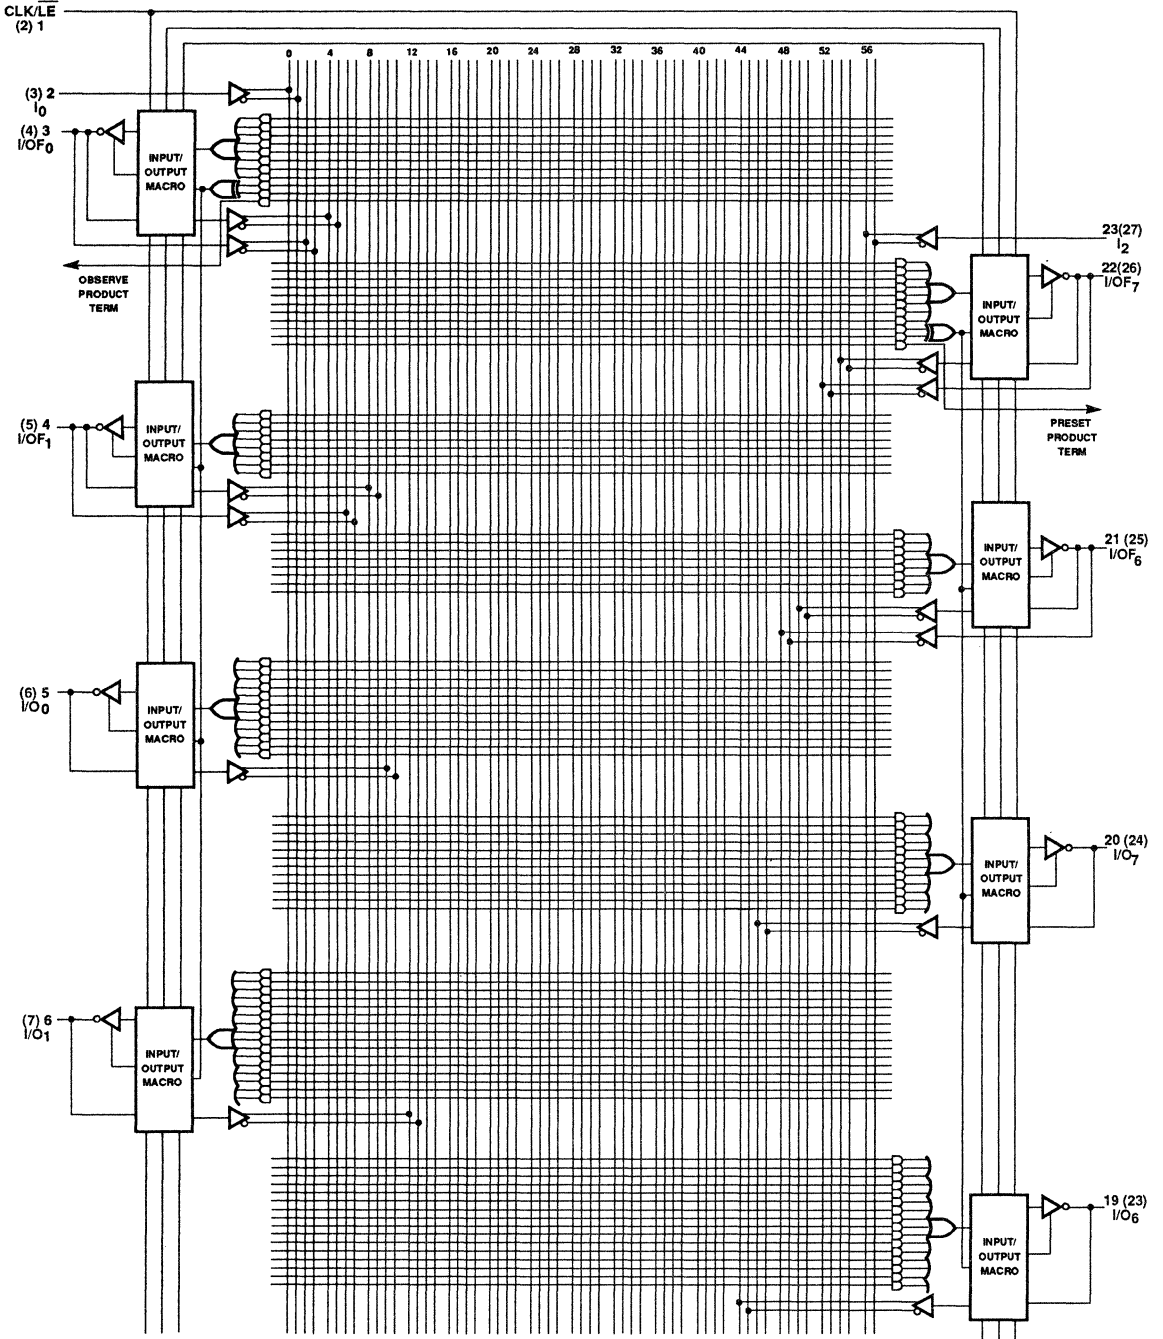 CLK/LE
(2) 1
0 4 8 12 16 20 24 28 32 36 40 44 48 52 56
(3) 2
I0
(4) 3
I/OF0
INPUT/
OUTPUT
MACRO
OBSERVE
PRODUCT
TERM
23(27)
I2
22(26)
I/OF7
INPUT/
OUTPUT
MACRO
PRESET
PRODUCT
TERM
(5) 4
I/OF1
INPUT/
OUTPUT
MACRO
21 (25)
I/OF6
INPUT/
OUTPUT
MACRO
(6) 5
I/O0
INPUT/
OUTPUT
MACRO
20 (24)
I/O7
INPUT/
OUTPUT
MACRO
(7) 6
I/O1
INPUT/
OUTPUT
MACRO
19 (23)
I/O6
INPUT/
OUTPUT
MACRO